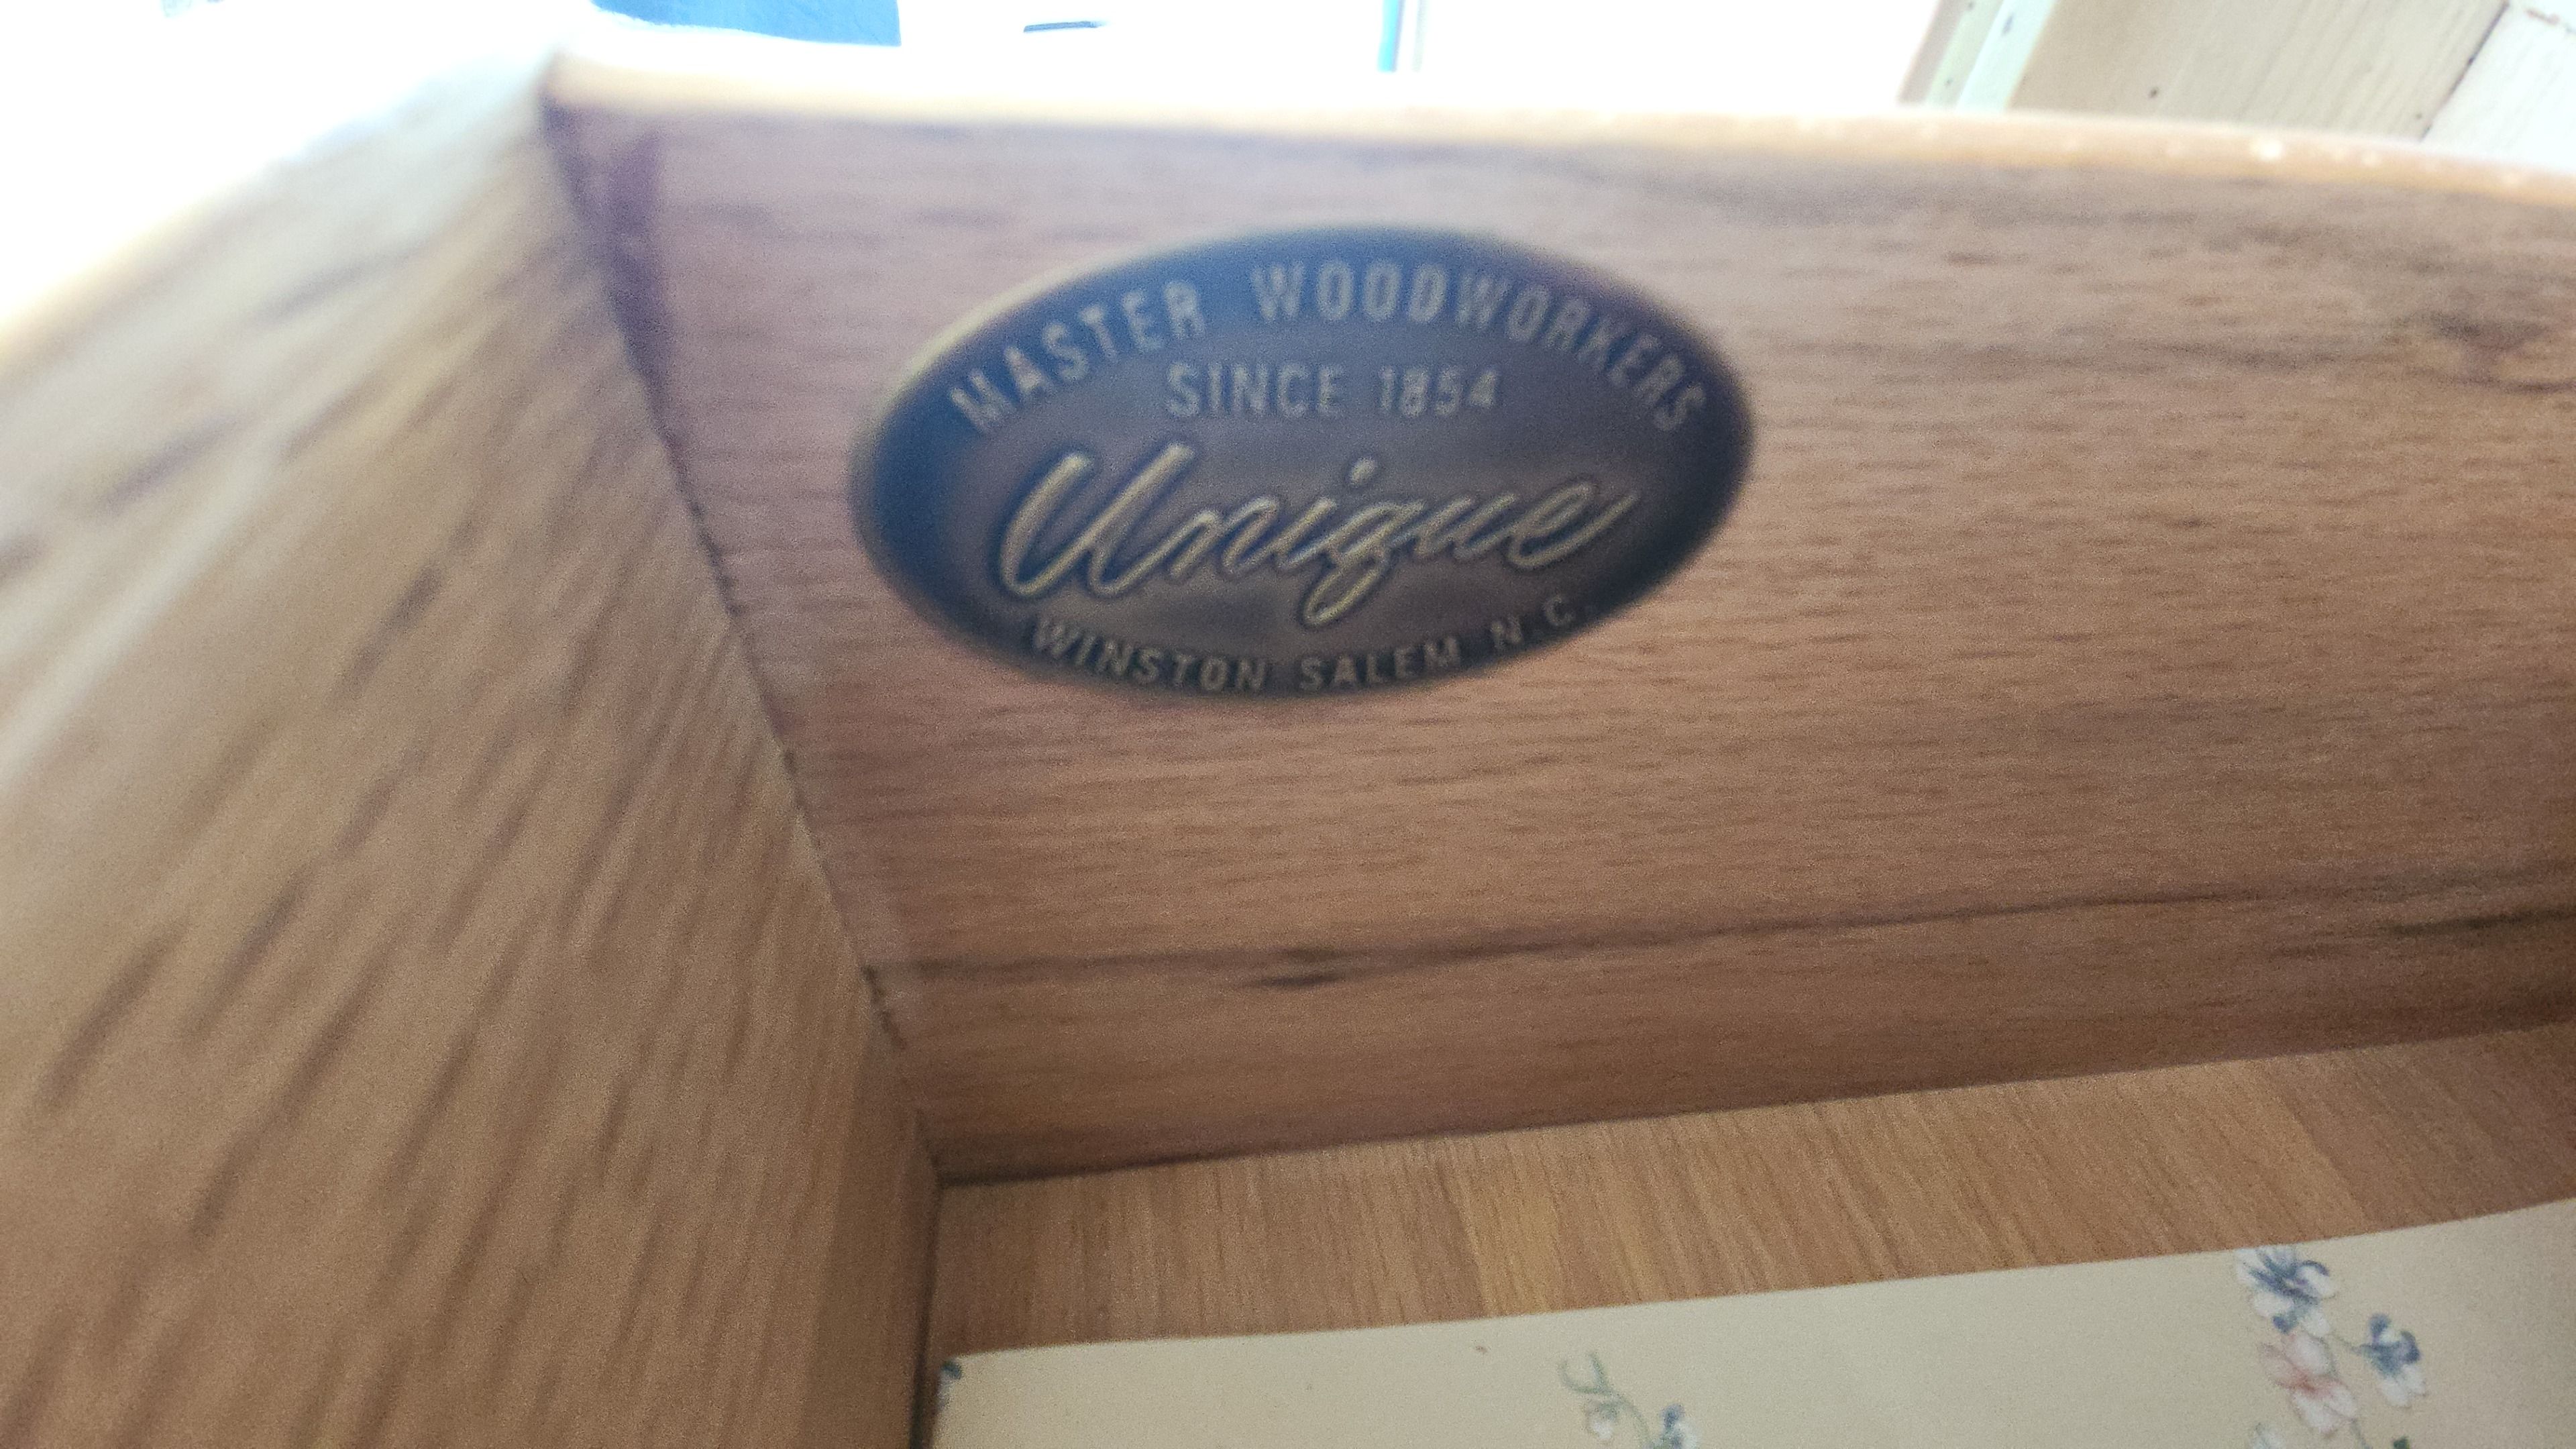 MASTER WOODWORKERS
SINCE 1854
Unique
WINSTON SALEM N.C.